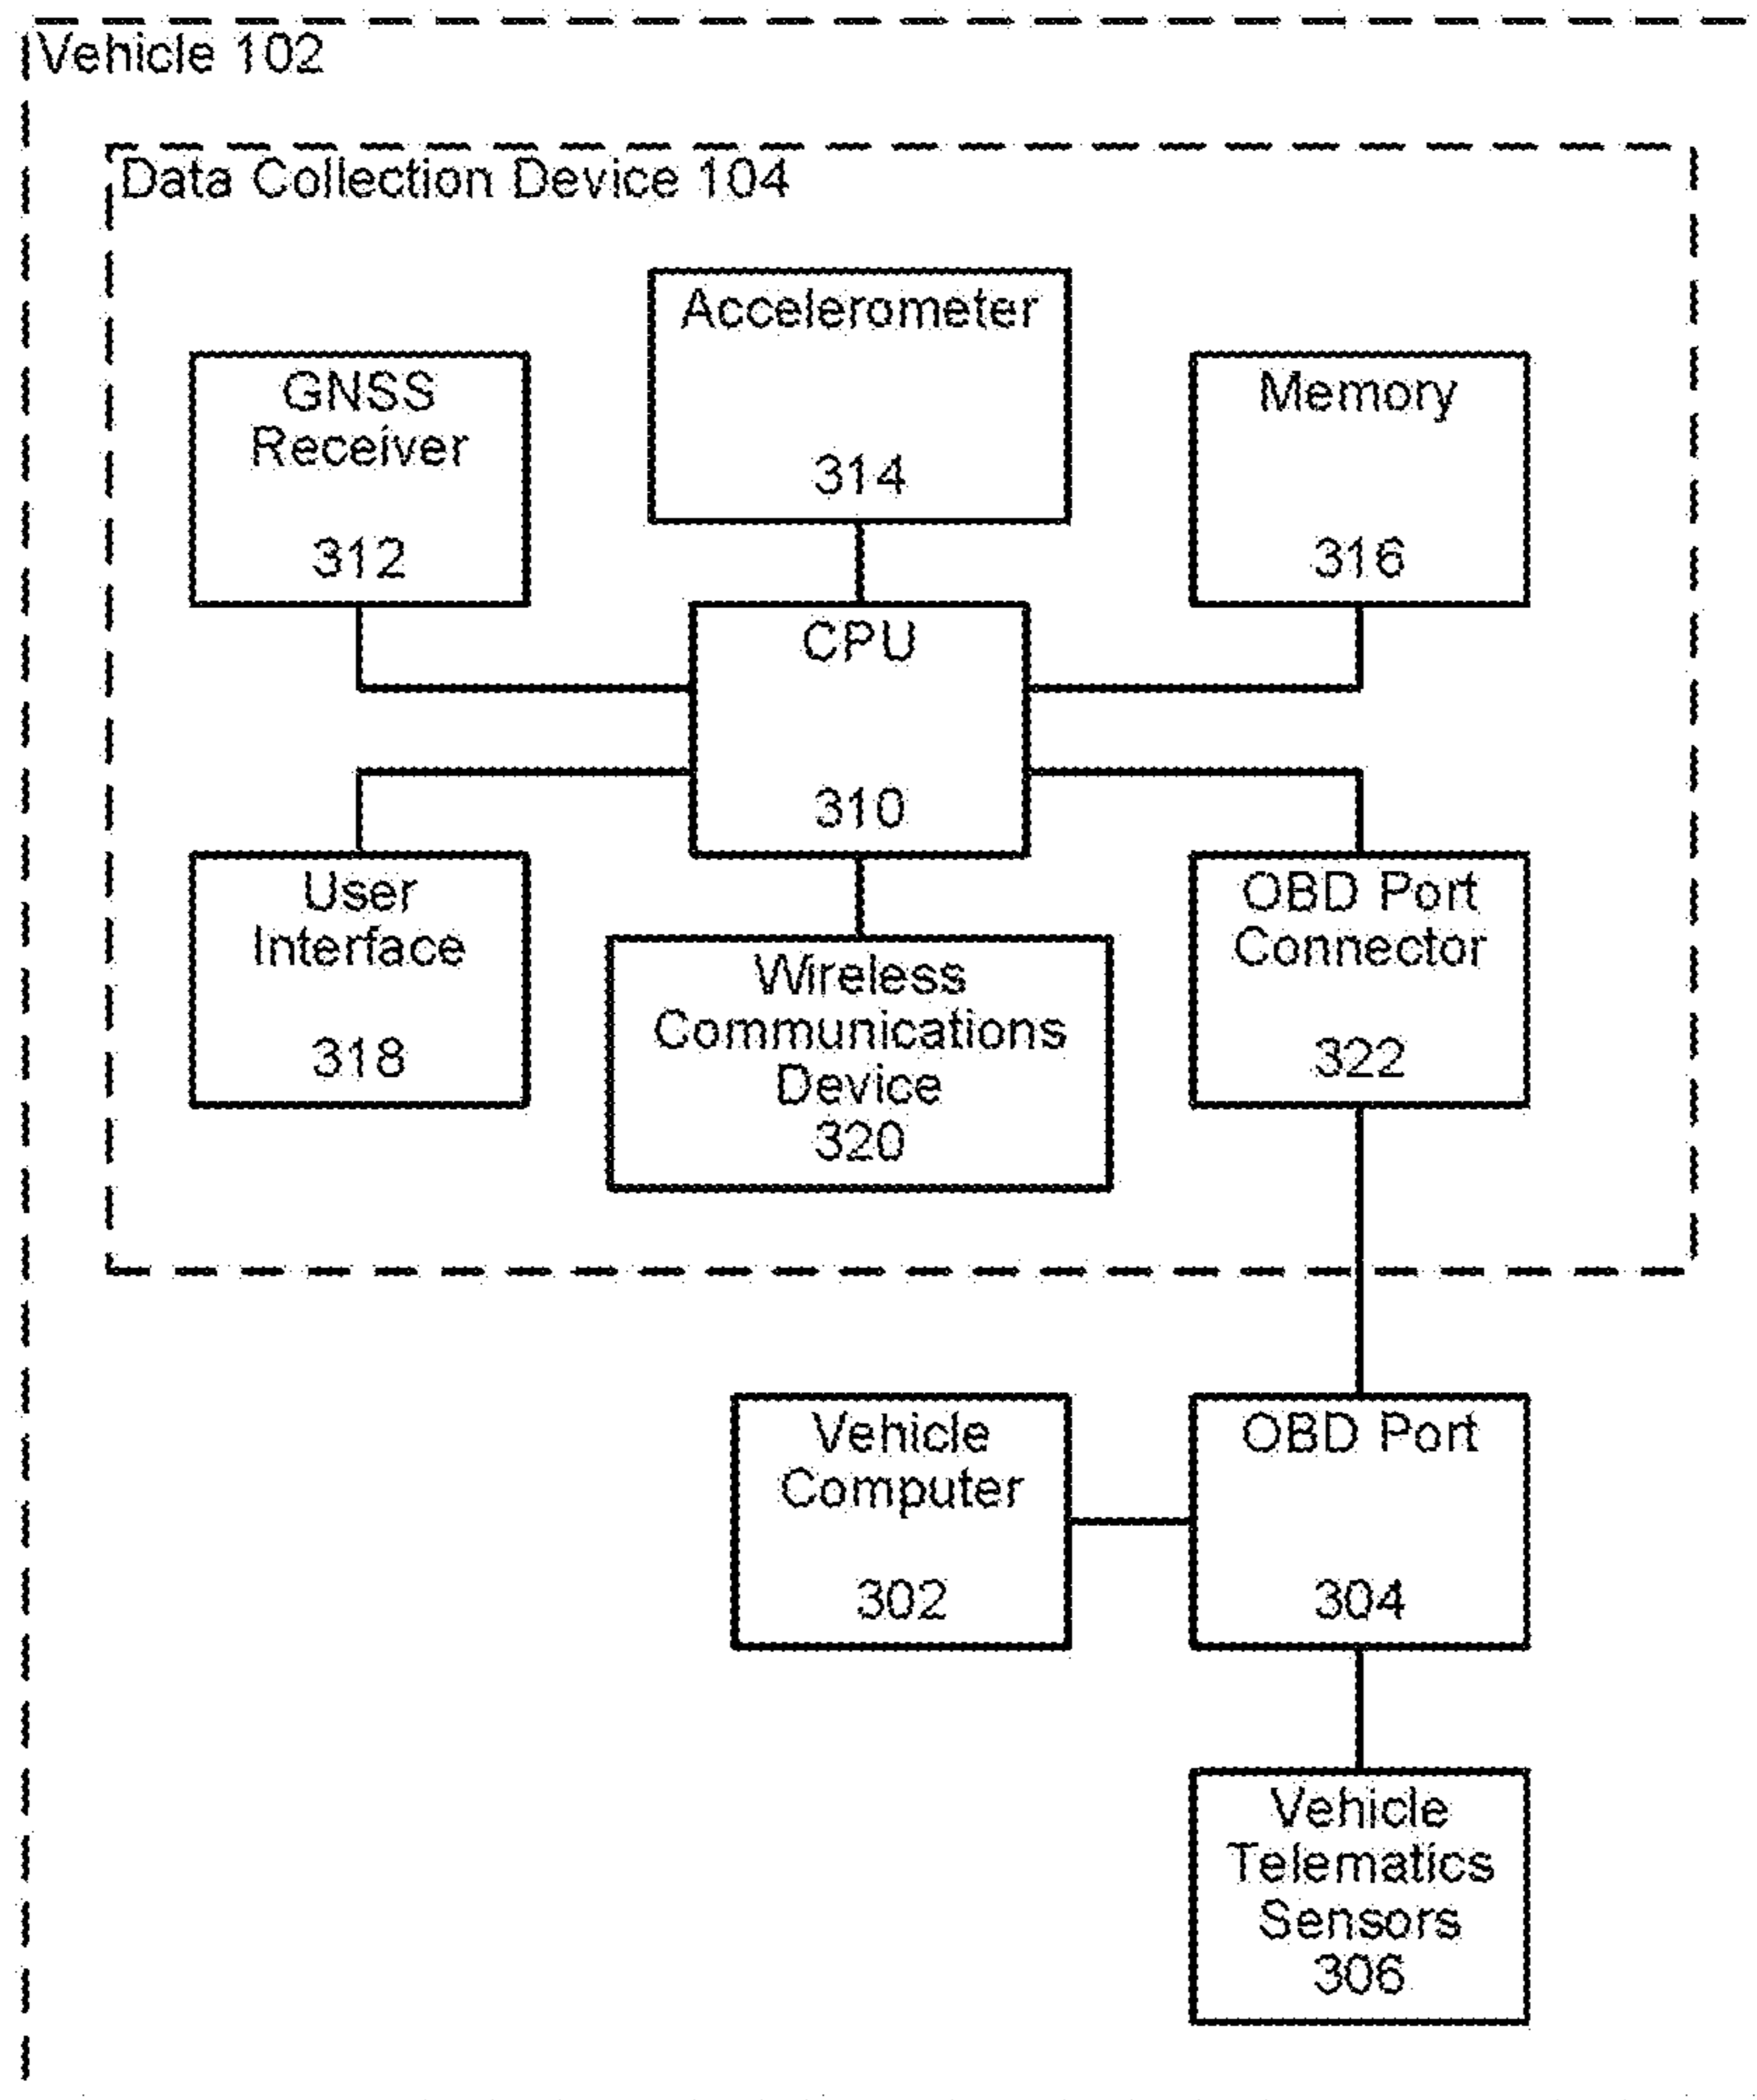 Vehicle 102
Data Collection Device 104
Accelerometer
314
GNSS
Receiver
312
Memory
316
CPU
310
User
Interface
318
Wireless
Communications
Device
320
OBD Port
Connector
322
Vehicle
Computer
302
OBD Port
304
Vehicle
Telematics
Sensors
306